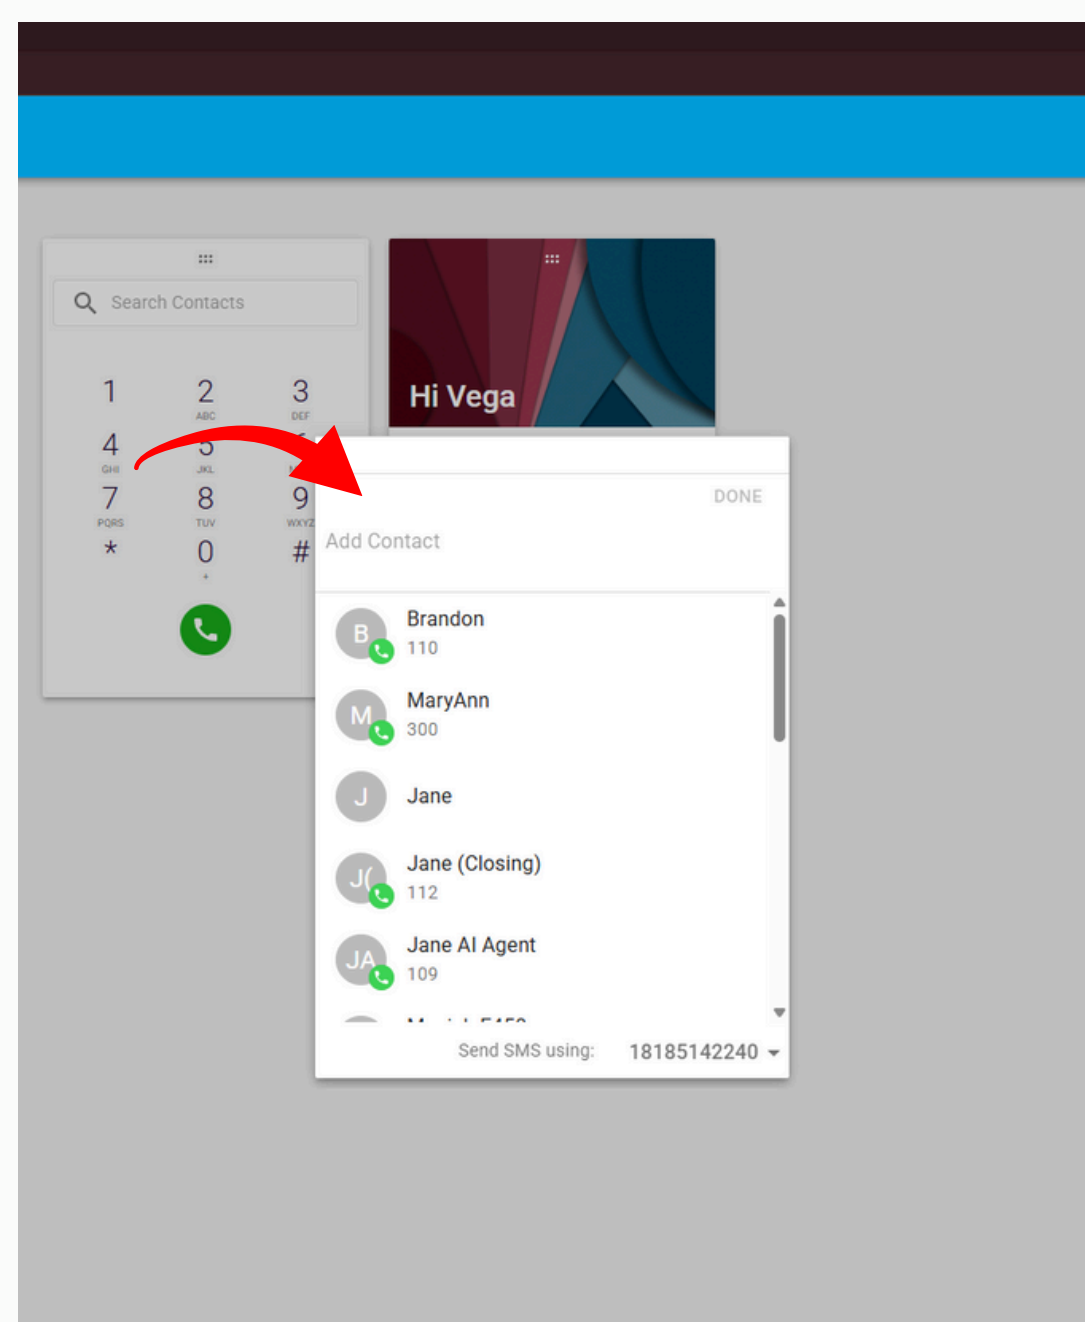 Search Contacts
1 2 3
ABC DEF
4 5
GHI JKL
7 8 9
PQRS TUV WXYZ
* 0 #
+
Hi Vega
DONE
Add Contact
B Brandon
110
M MaryAnn
300
J Jane
J( Jane (Closing)
112
JA Jane AI Agent
109
Send SMS using: 18185142240